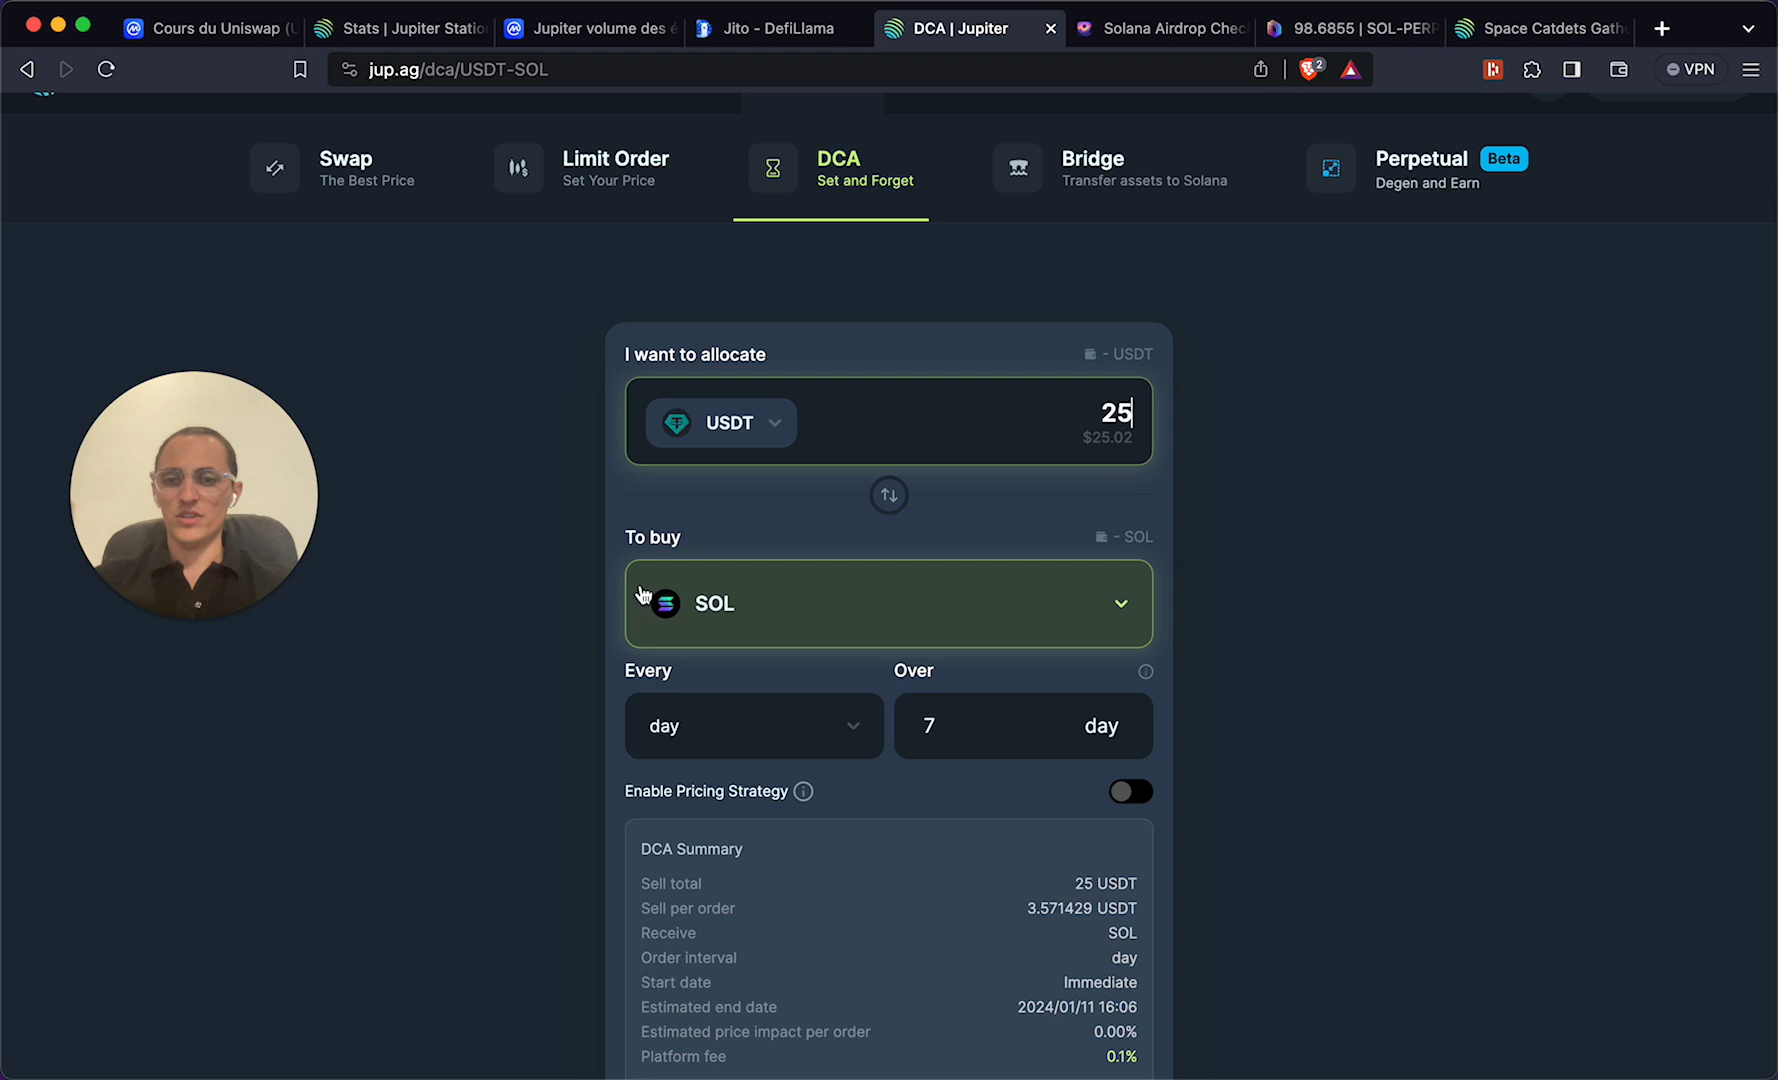 Cours du Uniswap (U
Stats | Jupiter Statio
Jupiter volume des é
Jito - DefiLlama
DCA | Jupiter
Solana Airdrop Chec
98.6855 | SOL-PERP
Space Catdets Gath
jup.ag/dca/USDT-SOL
2
VPN
Swap
The Best Price
Limit Order
Set Your Price
DCA
Set and Forget
Bridge
Transfer assets to Solana
Perpetual
Beta
Degen and Earn
I want to allocate
- USDT
USDT
25
$25.02
To buy
- SOL
SOL
Every
Over
day
7
day
Enable Pricing Strategy
DCA Summary
Sell total
25 USDT
Sell per order
3.571429 USDT
Receive
SOL
Order interval
day
Start date
Immediate
Estimated end date
2024/01/11 16:06
Estimated price impact per order
0.00%
Platform fee
0.1%